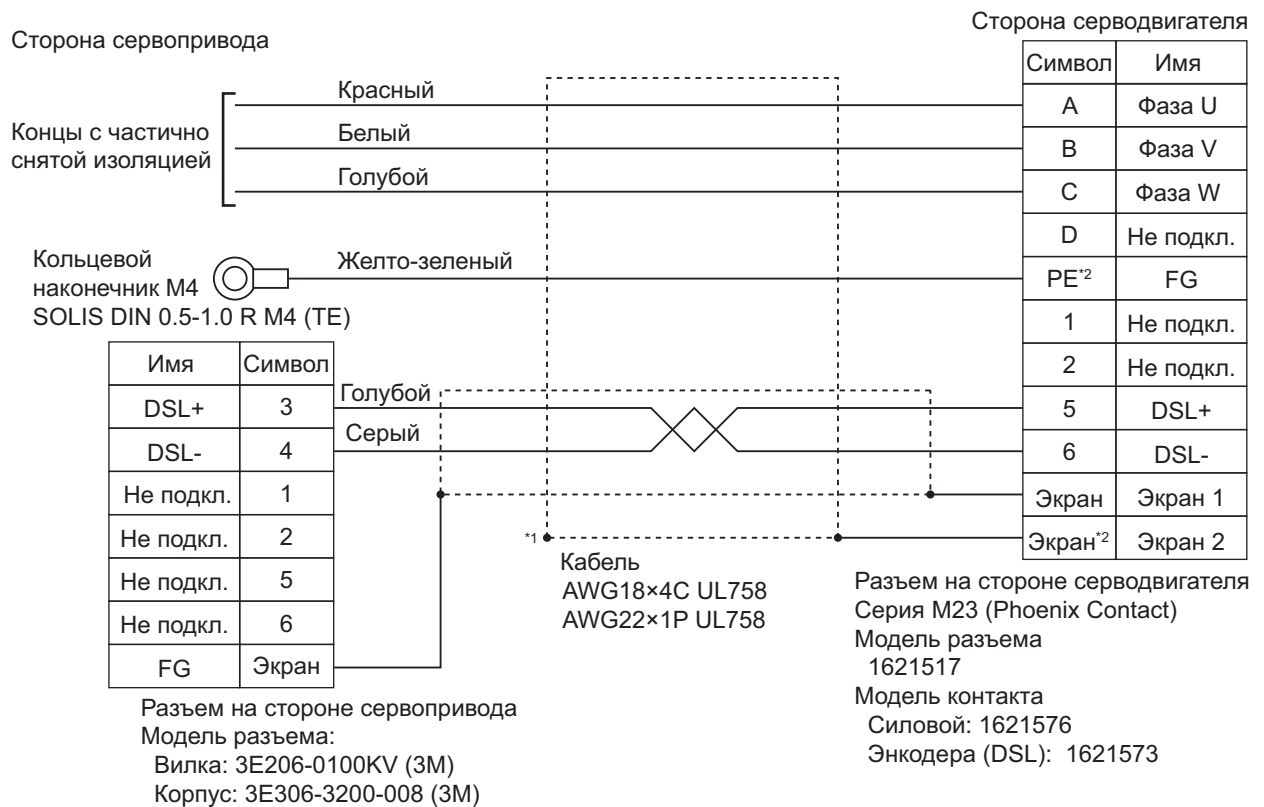 Сторона сервопривода
Сторона серводвигателя
Концы с частично
снятой изоляцией
Красный
Белый
Голубой
Кольцевой
наконечник M4
SOLIS DIN 0.5-1.0 R M4 (TE)
Желто-зеленый
Символ Имя
A Фаза U
B Фаза V
C Фаза W
D Не подкл.
PE*2 FG
1 Не подкл.
2 Не подкл.
5 DSL+
6 DSL-
Экран Экран 1
Экран*2 Экран 2
Имя Символ
DSL+ 3
DSL- 4
Не подкл. 1
Не подкл. 2
Не подкл. 5
Не подкл. 6
FG Экран
Голубой
Серый
*1
Кабель
AWG18×4C UL758
AWG22×1P UL758
Разъем на стороне сервопривода
Модель разъема:
Вилка: 3E206-0100KV (3M)
Корпус: 3E306-3200-008 (3M)
Разъем на стороне серводвигателя
Серия M23 (Phoenix Contact)
Модель разъема
1621517
Модель контакта
Силовой: 1621576
Энкодера (DSL): 1621573